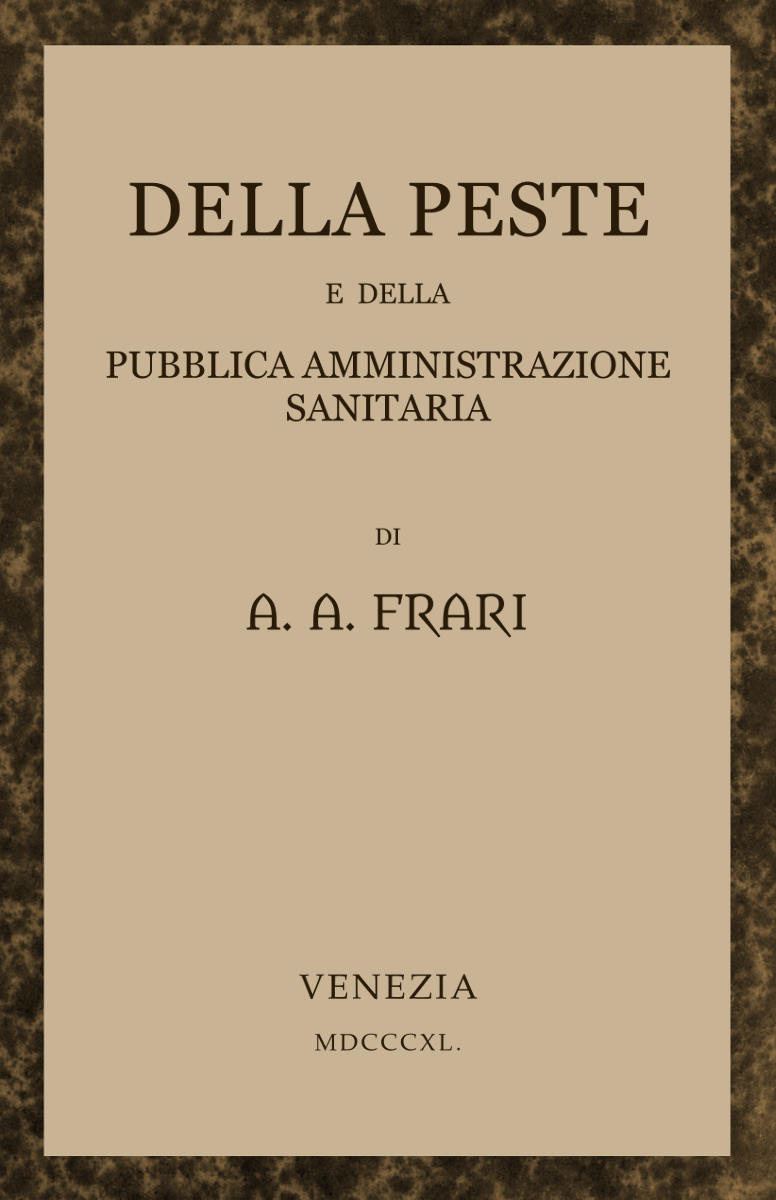 DELLA PESTE
E DELLA
PUBBLICA AMMINISTRAZIONE
SANITARIA
DI
A. A. FRARI
VENEZIA
MDCCCXL.